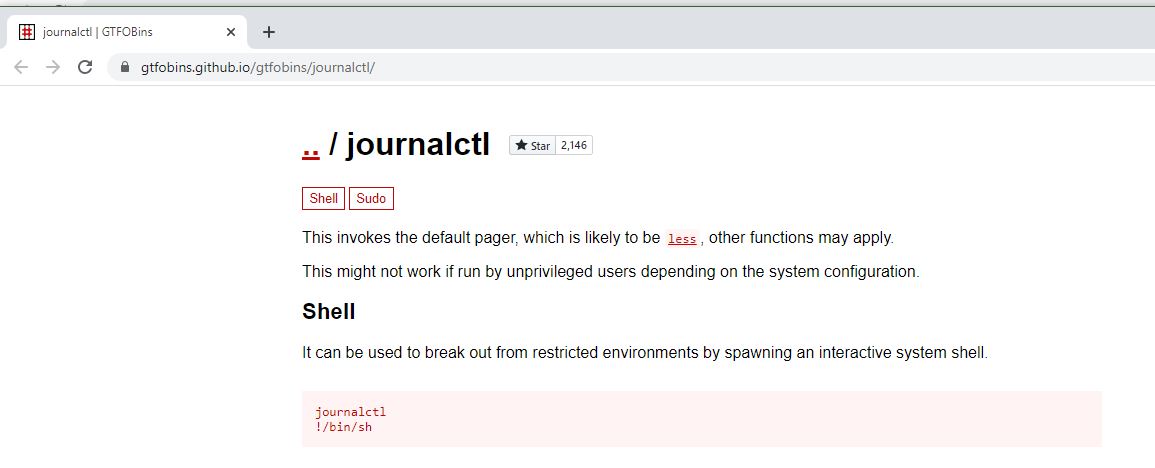 journalctl | GTFOBins
gtfobins.github.io/gtfobins/journalctl/
.. / journalctl Star 2,146
Shell Sudo
This invokes the default pager, which is likely to be less, other functions may apply.
This might not work if run by unprivileged users depending on the system configuration.
Shell
It can be used to break out from restricted environments by spawning an interactive system shell.
journalctl
!/bin/sh